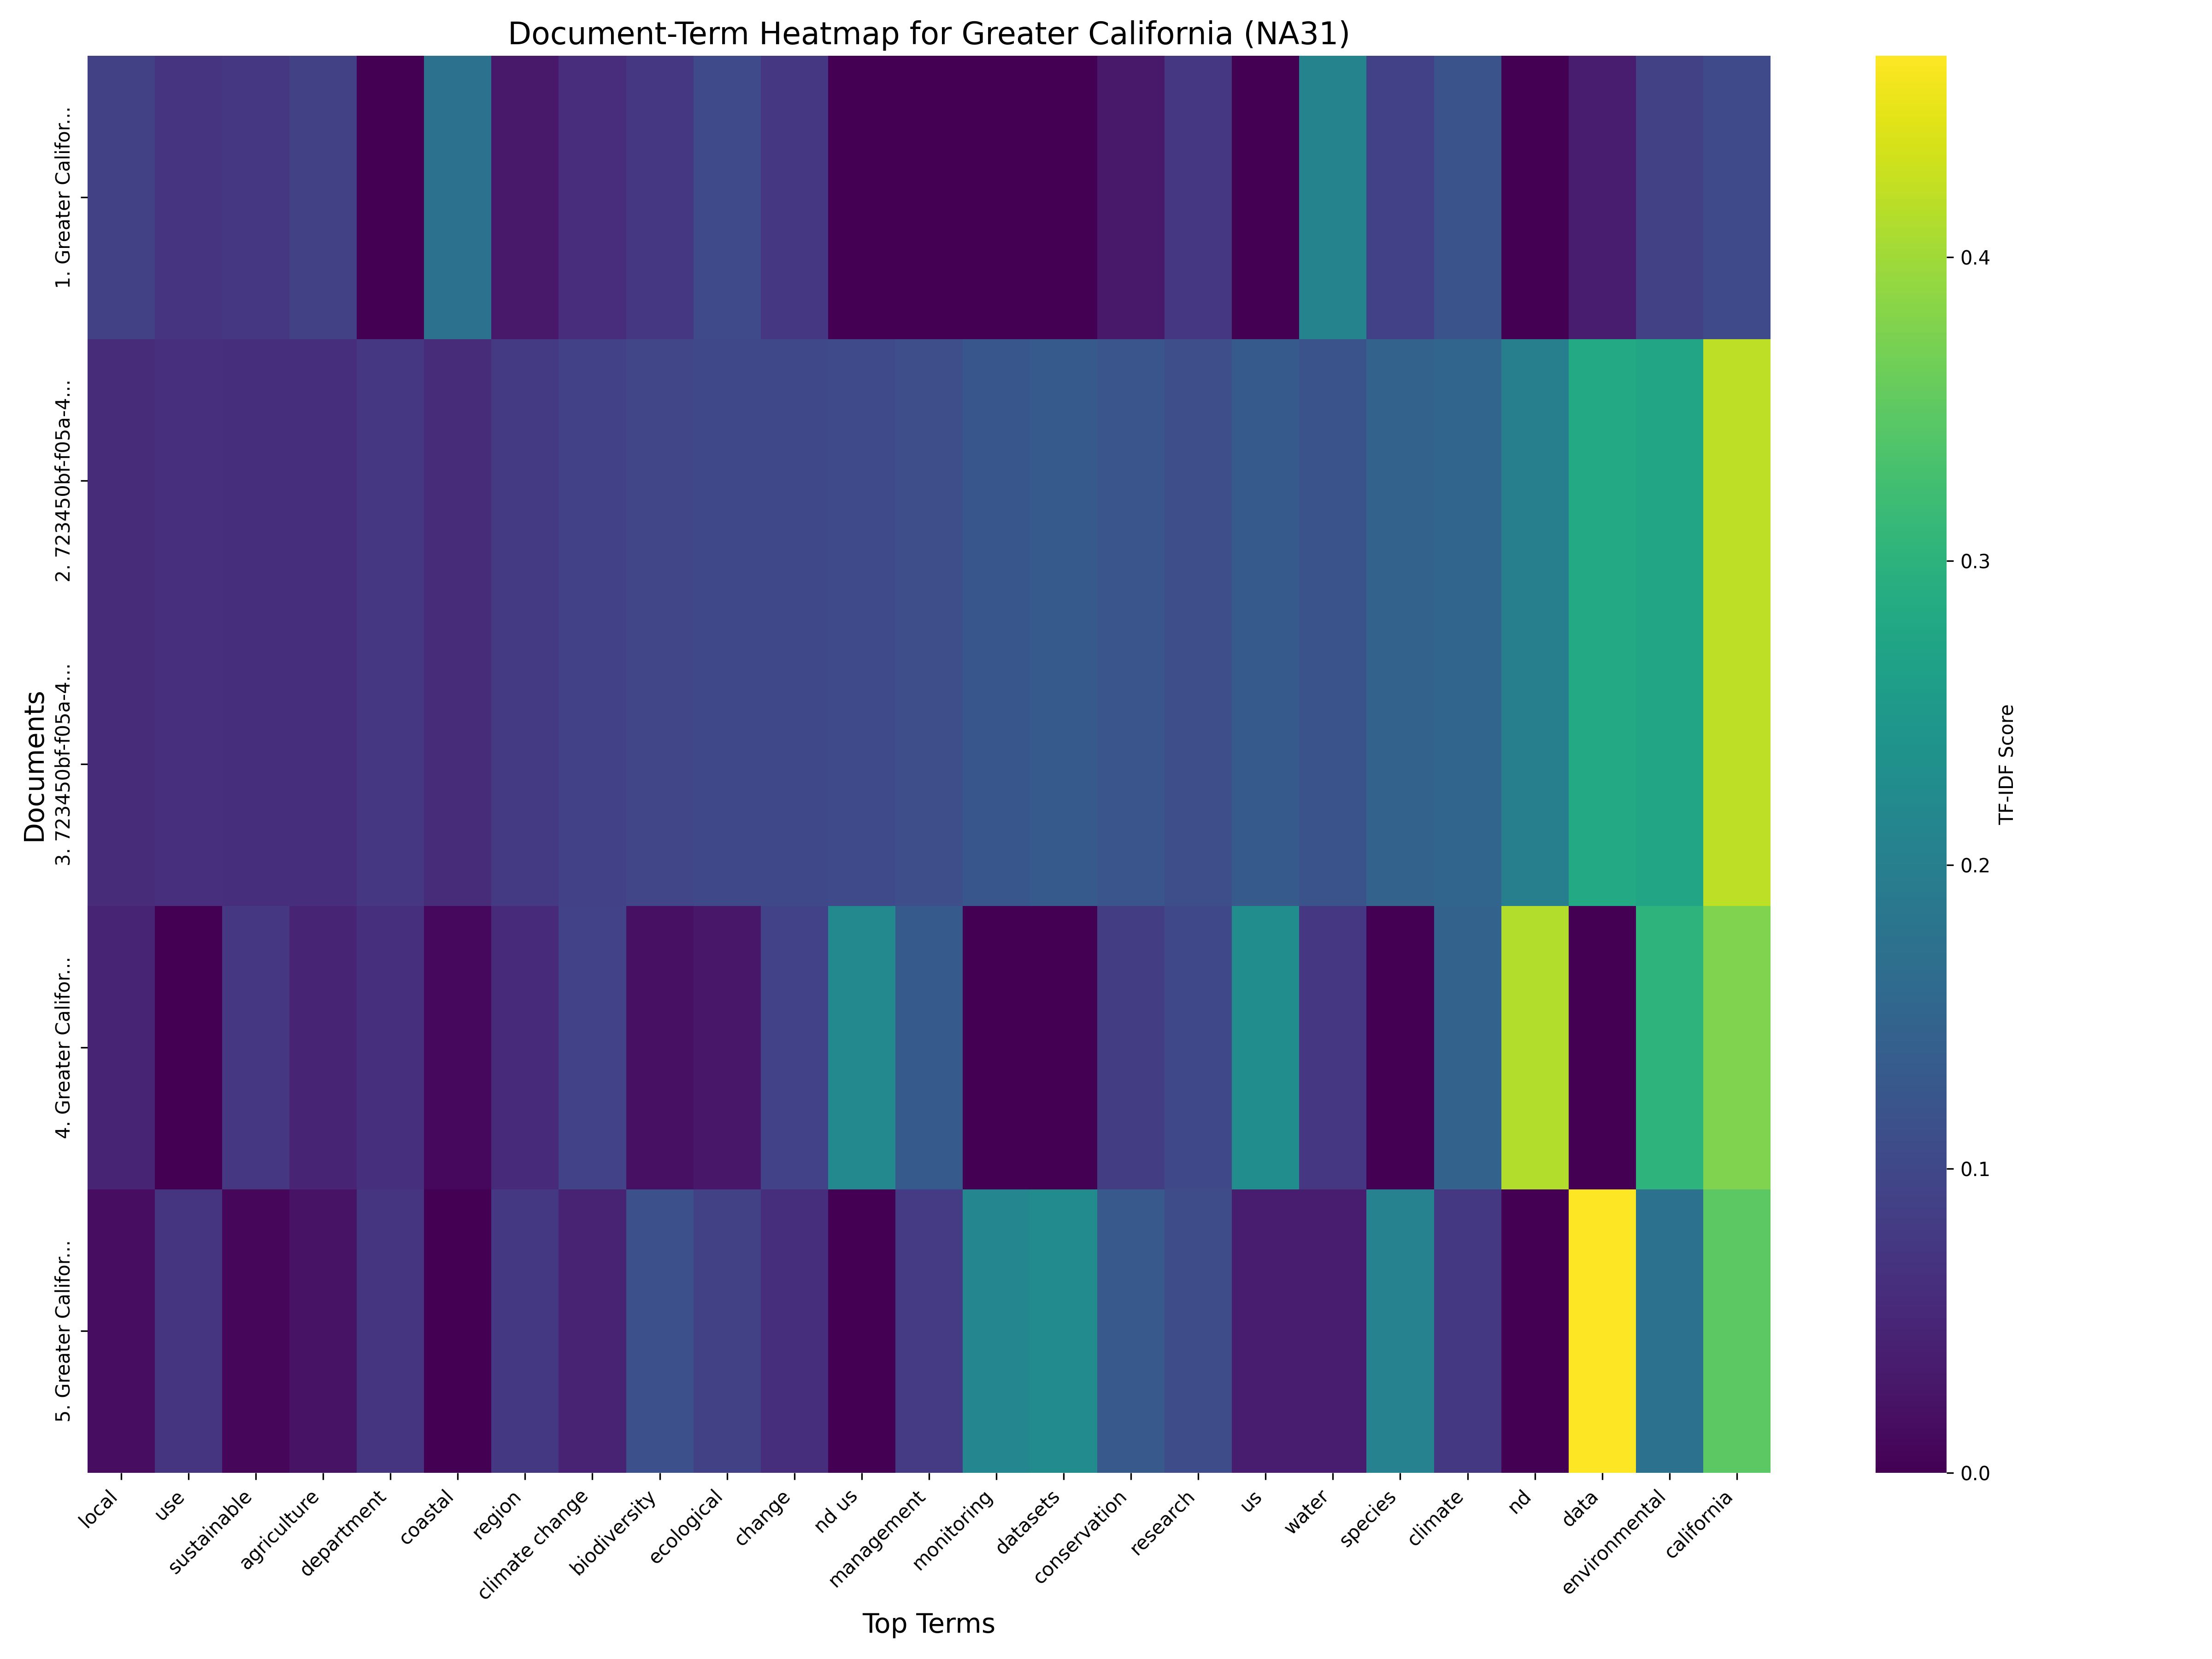 Document-Term Heatmap for Greater California (NA31)
Documents
1. Greater Califor...
2. 723450bf-f05a-4...
3. 723450bf-f05a-4...
4. Greater Califor...
5. Greater Califor...
local
use
sustainable
agriculture
department
coastal
region
climate change
biodiversity
ecological
change
nd us
management
monitoring
datasets
conservation
research
us
water
species
climate
nd
data
environmental
california
Top Terms
0.4
0.3
0.2
0.1
0.0
TF-IDF Score